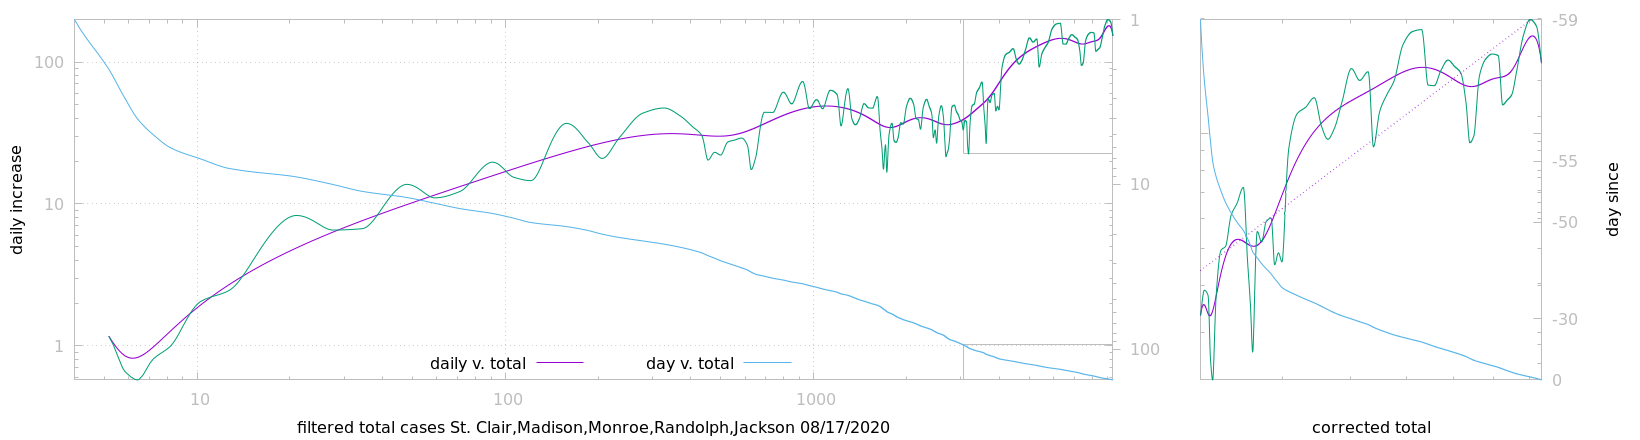 daily increase
100
10
1
10
100
1000
1
10
100
daily v. total
day v. total
filtered total cases St. Clair,Madison,Monroe,Randolph,Jackson 08/17/2020
-59
-55
-50
-30
0
day since
corrected total